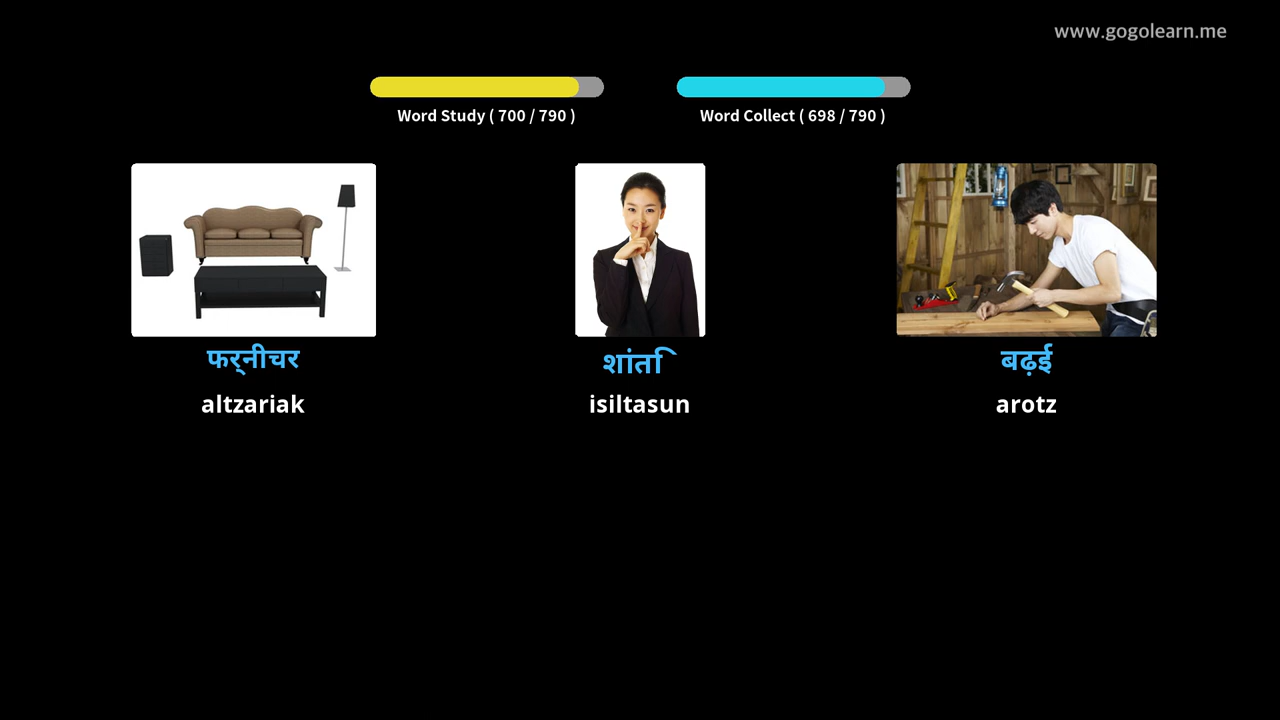 www.gogolearn.me
Word Study ( 700 / 790 )
Word Collect ( 698 / 790 )
फर्नीचर
शांति
बढ़ई
altzariak
isiltasun
arotz